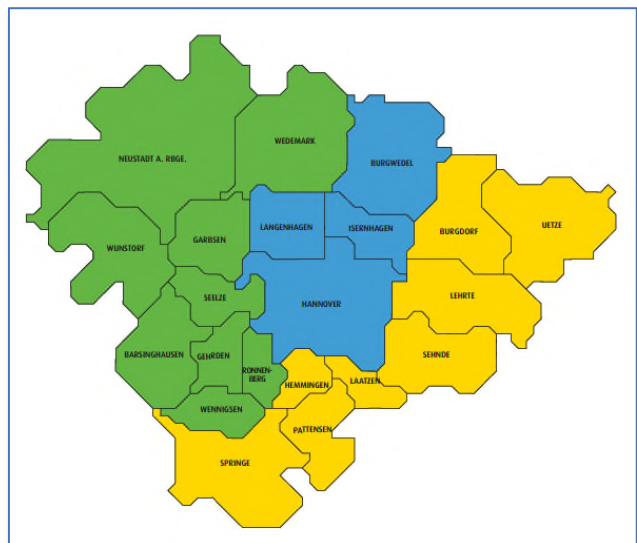 WEDEMARK
NEUSTADT A. RBGE.
BURGWEDEL
LANGENHAGEN
ISERNHAGEN
BURGDORF
UETZE
GARBSEN
WUNSTORF
SEELZE
HANNOVER
LEHRTE
BARSINGHAUSEN
GEHRDEN
RONNEN-
BERG
HEMMINGEN
LAATZEN
SEHNDE
WENNIGSEN
PATTENSEN
SPRINGE